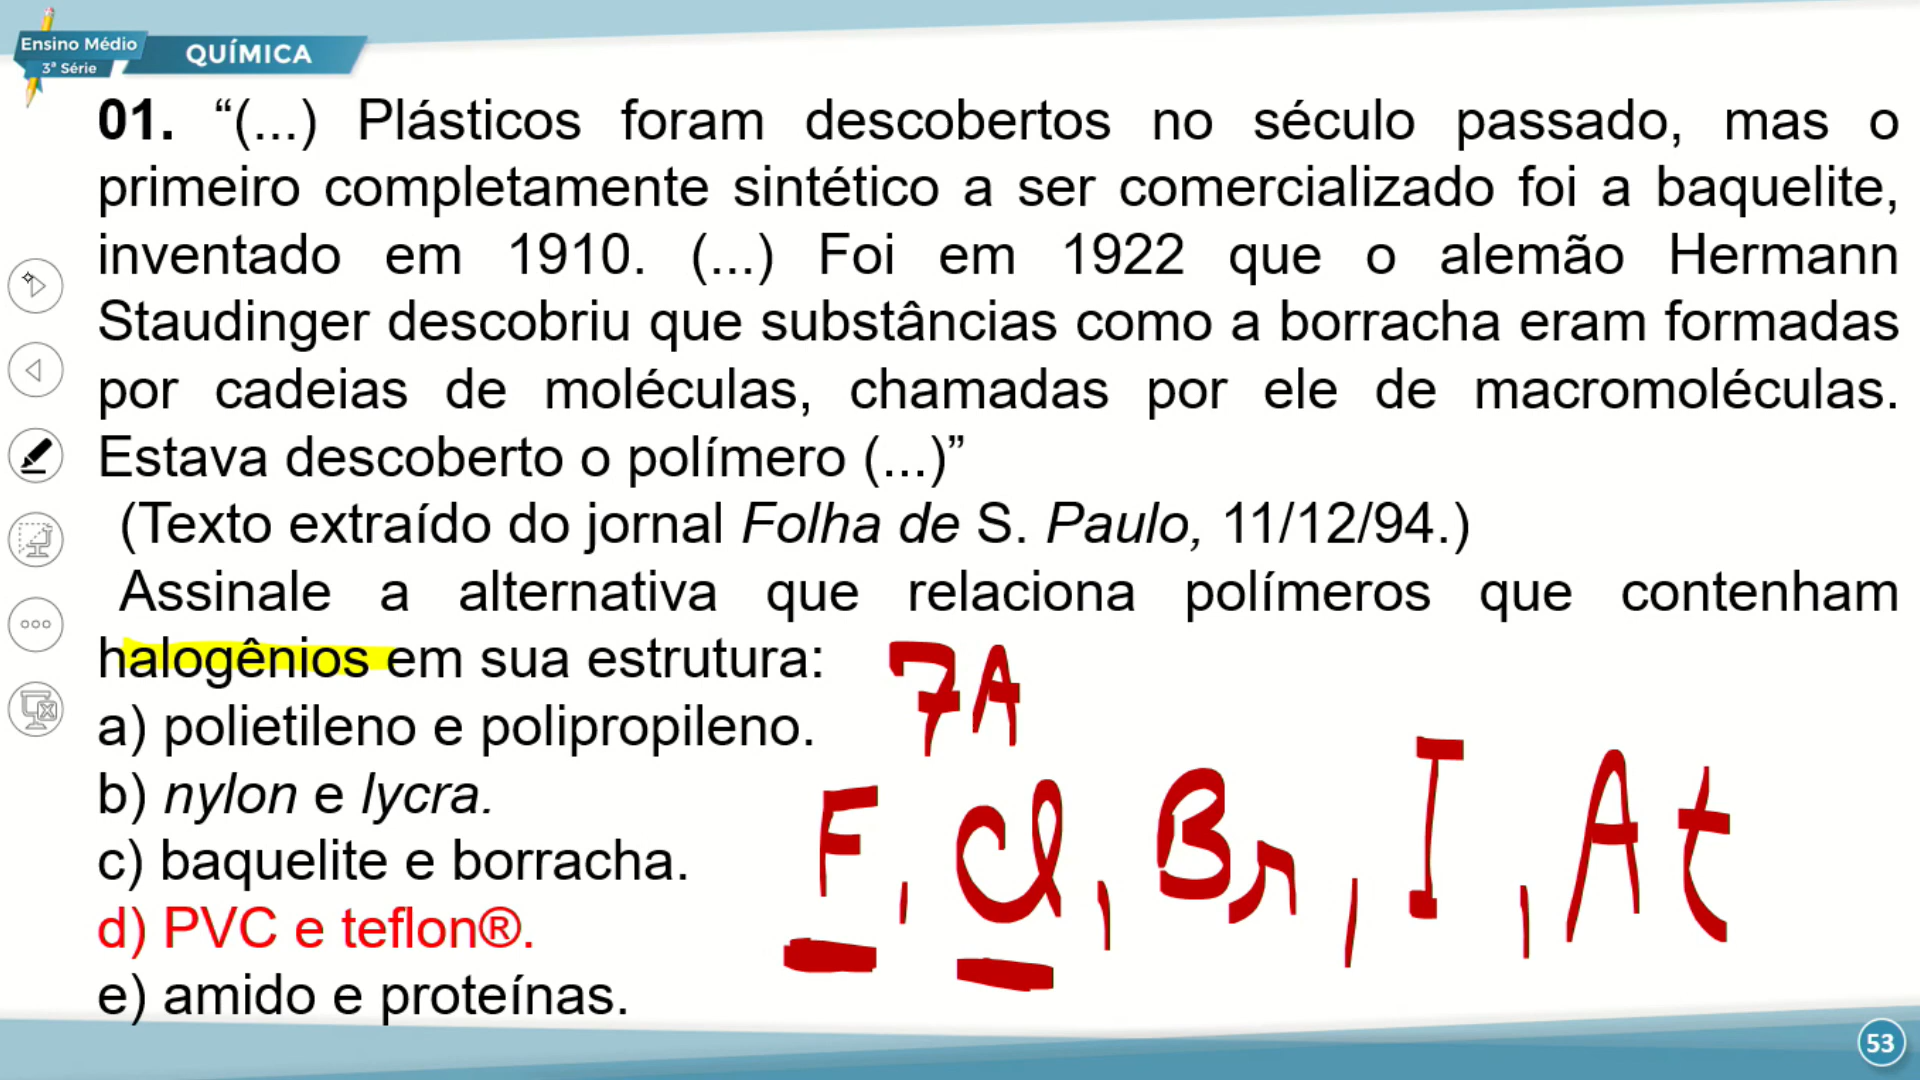 Ensino Médio
3ª Série
QUÍMICA
01. “(...) Plásticos foram descobertos no século passado, mas o
primeiro completamente sintético a ser comercializado foi a baquelite,
inventado em 1910. (...) Foi em 1922 que o alemão Hermann
Staudinger descobriu que substâncias como a borracha eram formadas
por cadeias de moléculas, chamadas por ele de macromoléculas.
Estava descoberto o polímero (...)”
(Texto extraído do jornal Folha de S. Paulo, 11/12/94.)
Assinale a alternativa que relaciona polímeros que contenham
halogênios em sua estrutura:
7A
a) polietileno e polipropileno.
b) nylon e lycra.
c) baquelite e borracha.
F, Cl, Br, I, At
d) PVC e teflon®.
e) amido e proteínas.
53